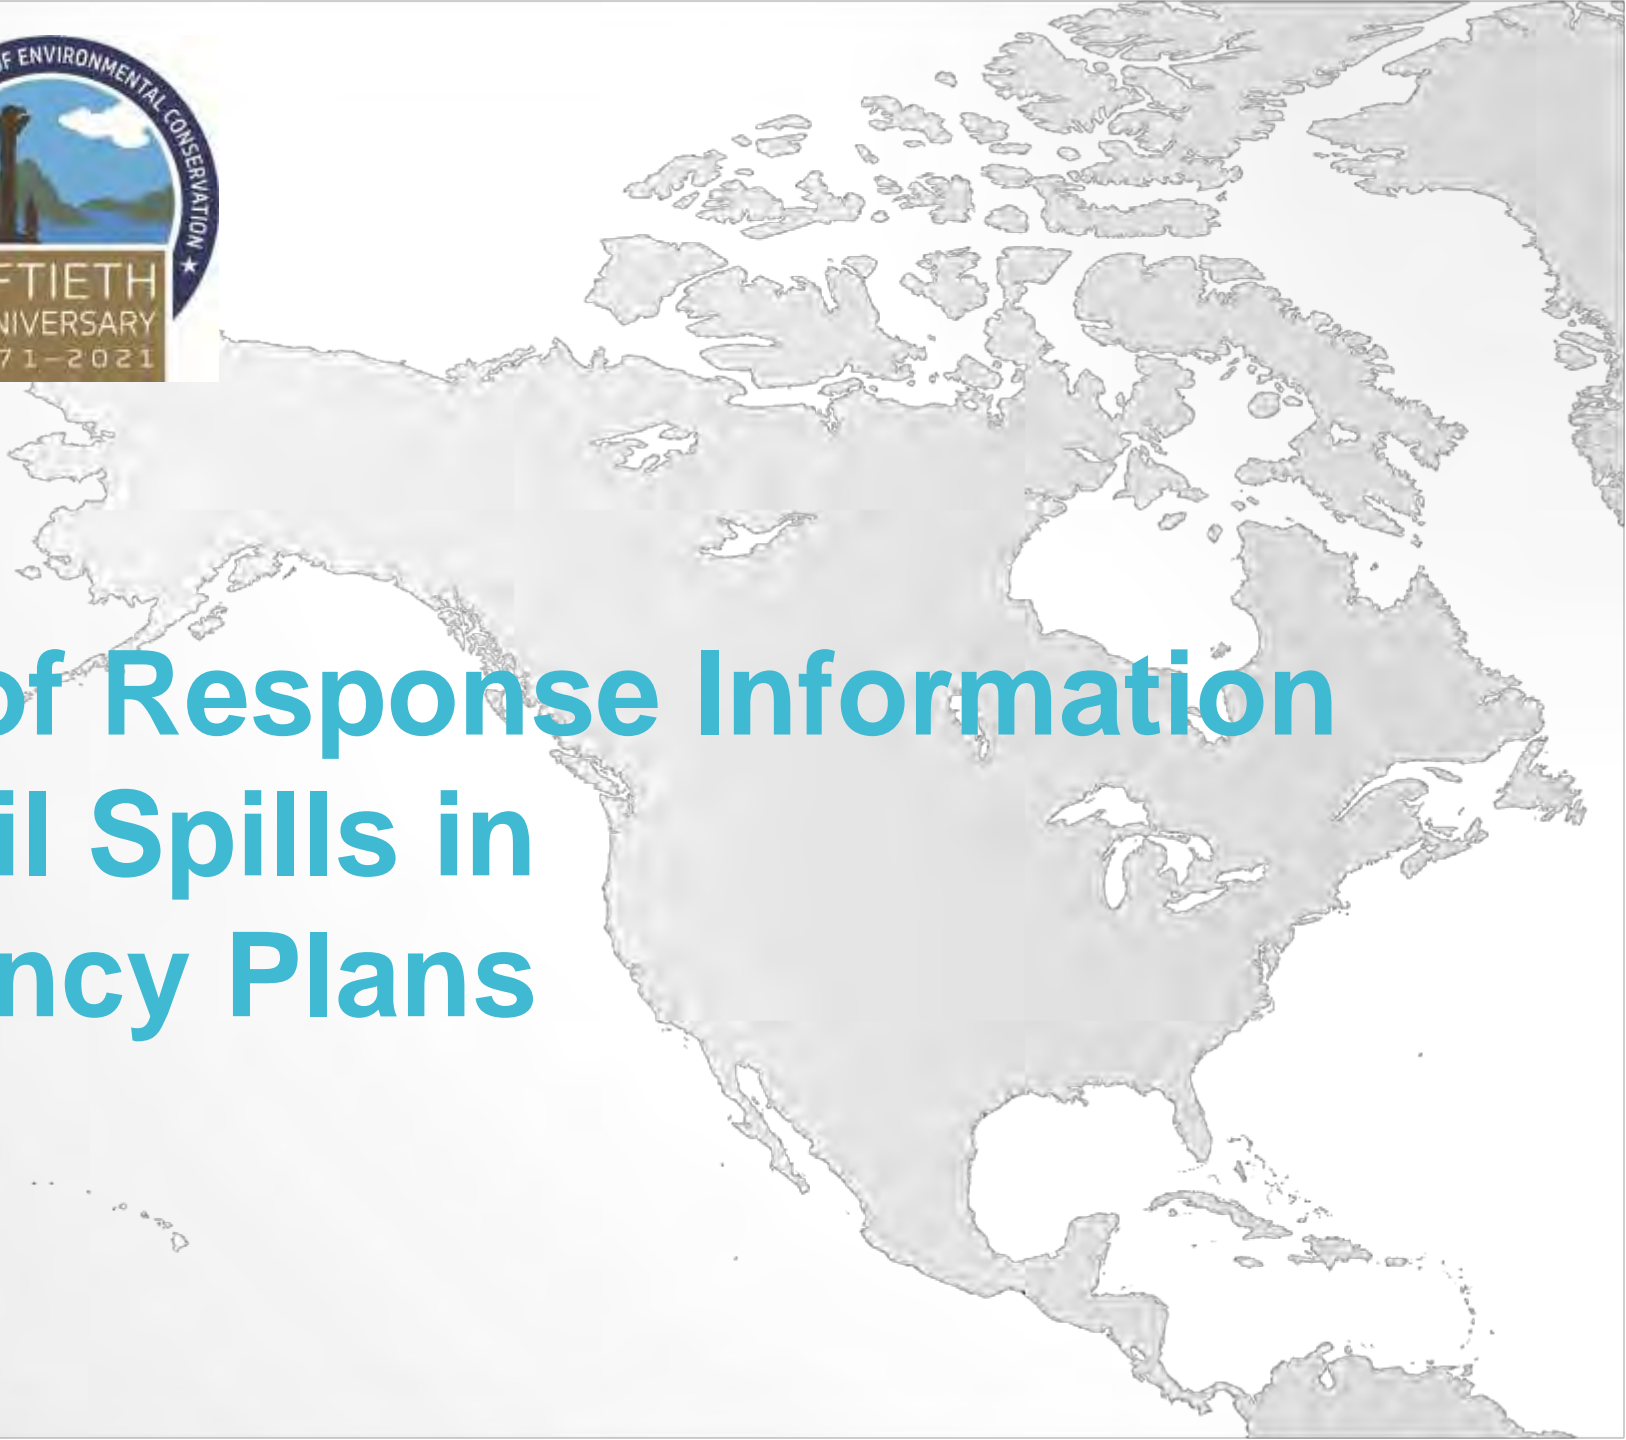 F ENVIRONMENTAL CONSERVATION ★
FTIETH
NIVERSARY
71–2021
of Response Information
il Spills in
ncy Plans